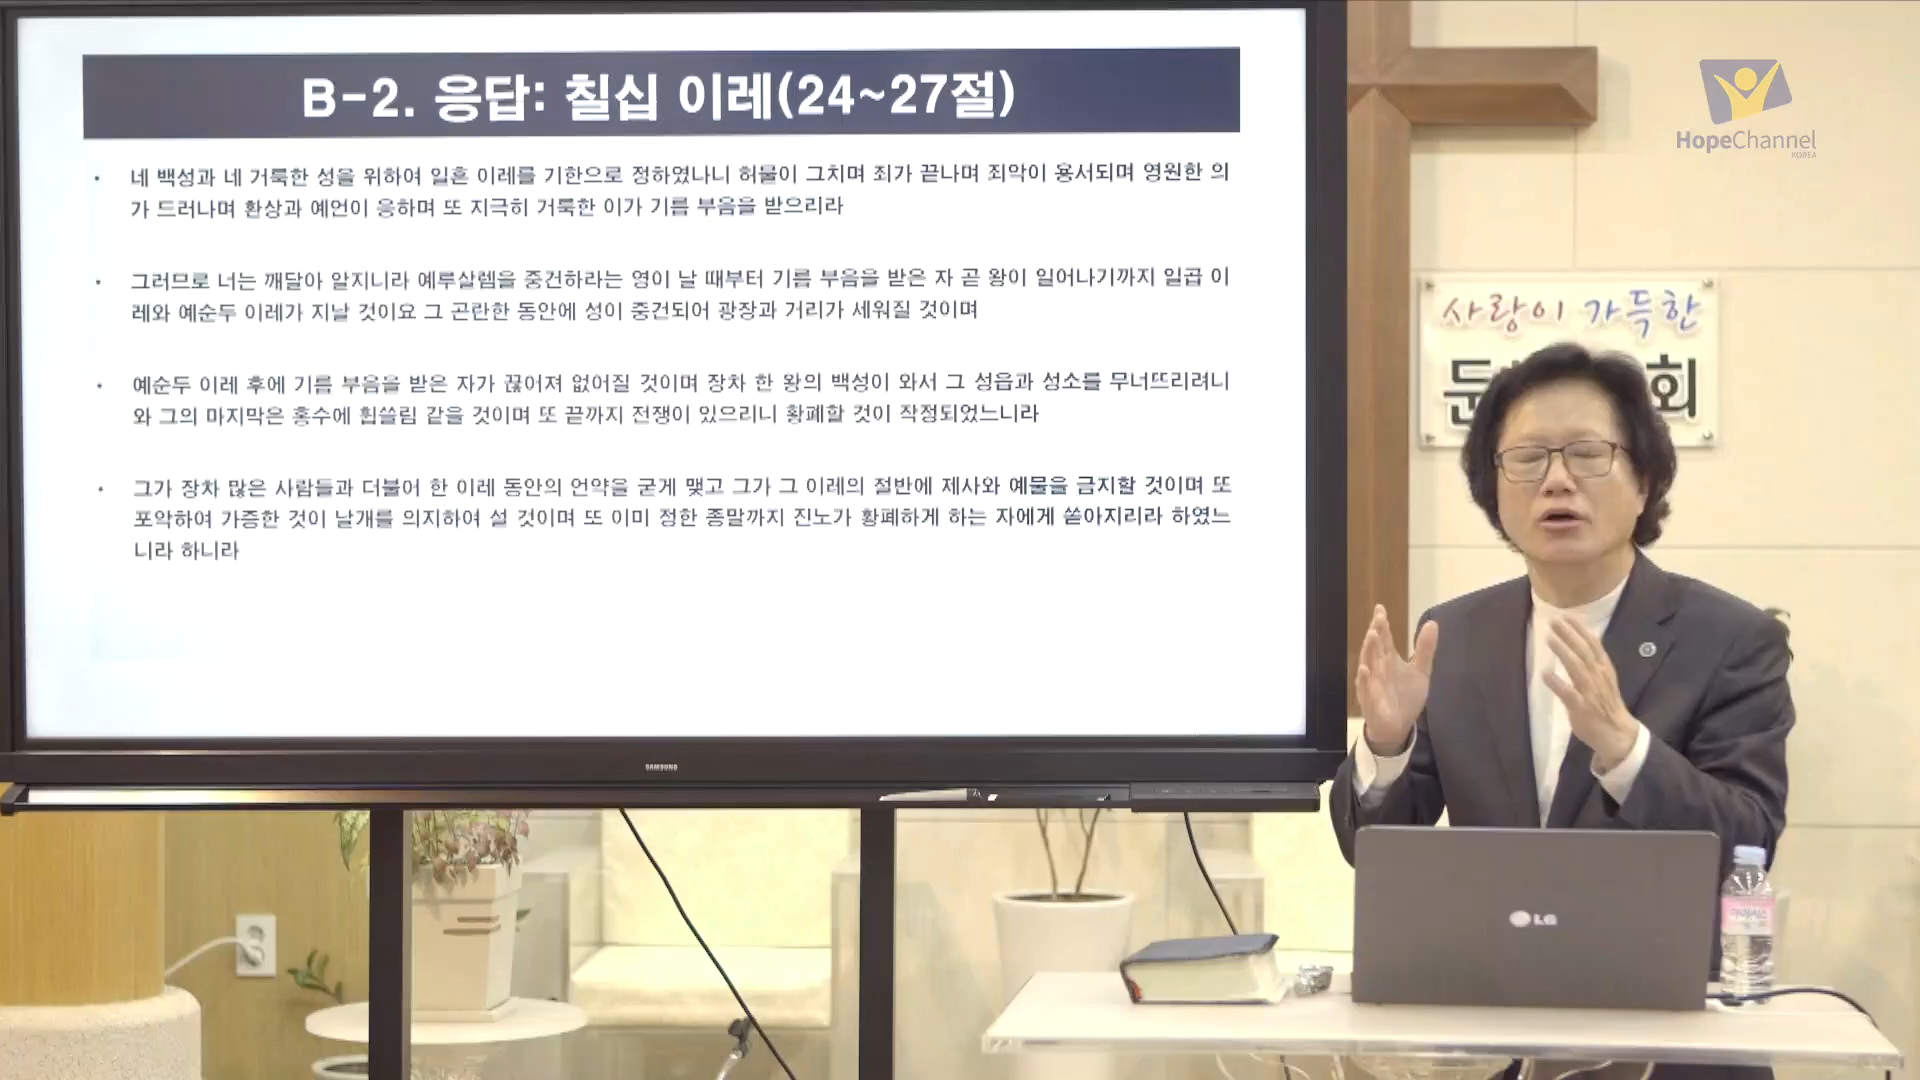 B-2. 응답: 칠십 이레(24~27절)
• 네 백성과 네 거룩한 성을 위하여 일흔 이레를 기한으로 정하였나니 허물이 그치며 죄가 끝나며 죄악이 용서되며 영원한 의
가 드러나며 환상과 예언이 응하며 또 지극히 거룩한 이가 기름 부음을 받으리라
• 그러므로 너는 깨달아 알지니라 예루살렘을 중건하라는 영이 날 때부터 기름 부음을 받은 자 곧 왕이 일어나기까지 일곱 이
레와 예순두 이레가 지날 것이요 그 곤란한 동안에 성이 중건되어 광장과 거리가 세워질 것이며
• 예순두 이레 후에 기름 부음을 받은 자가 끊어져 없어질 것이며 장차 한 왕의 백성이 와서 그 성읍과 성소를 무너뜨리려니
와 그의 마지막은 홍수에 휩쓸림 같을 것이며 또 끝까지 전쟁이 있으리니 황폐할 것이 작정되었느니라
• 그가 장차 많은 사람들과 더불어 한 이레 동안의 언약을 굳게 맺고 그가 그 이레의 절반에 제사와 예물을 금지할 것이며 또
포악하여 가증한 것이 날개를 의지하여 설 것이며 또 이미 정한 종말까지 진노가 황폐하게 하는 자에게 쏟아지리라 하였느
니라 하니라
SAMSUNG
HopeChannel
KOREA
사랑이 가득한
둔 회
LG